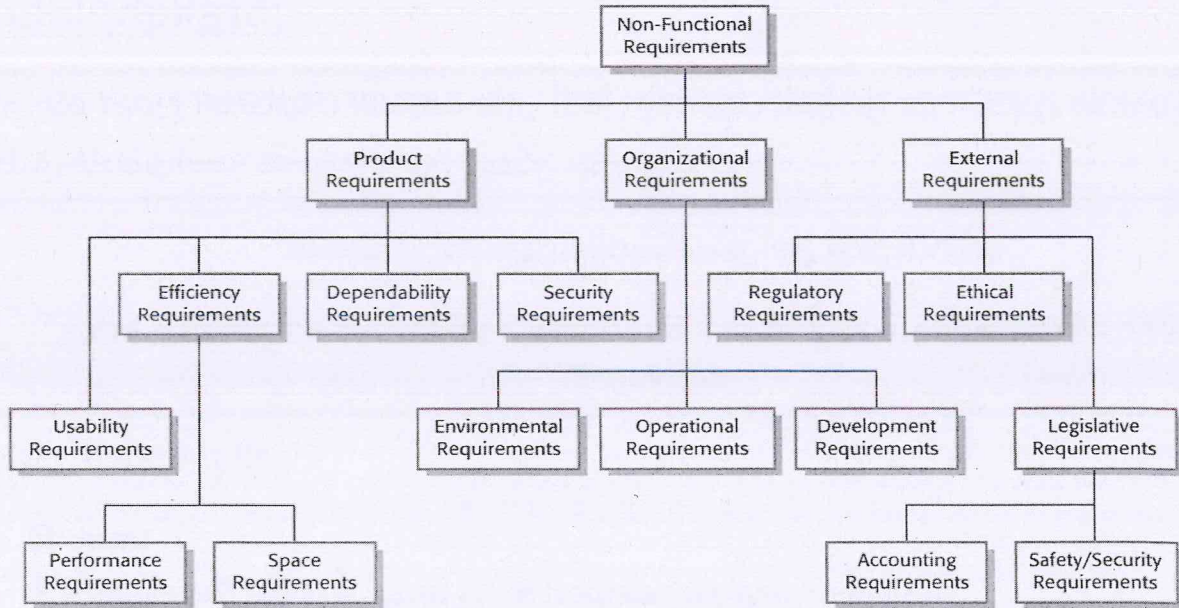 Non-Functional
Requirements
Product
Requirements
Organizational
Requirements
External
Requirements
Efficiency
Requirements
Dependability
Requirements
Security
Requirements
Regulatory
Requirements
Ethical
Requirements
Usability
Requirements
Environmental
Requirements
Operational
Requirements
Development
Requirements
Legislative
Requirements
Performance
Requirements
Space
Requirements
Accounting
Requirements
Safety/Security
Requirements